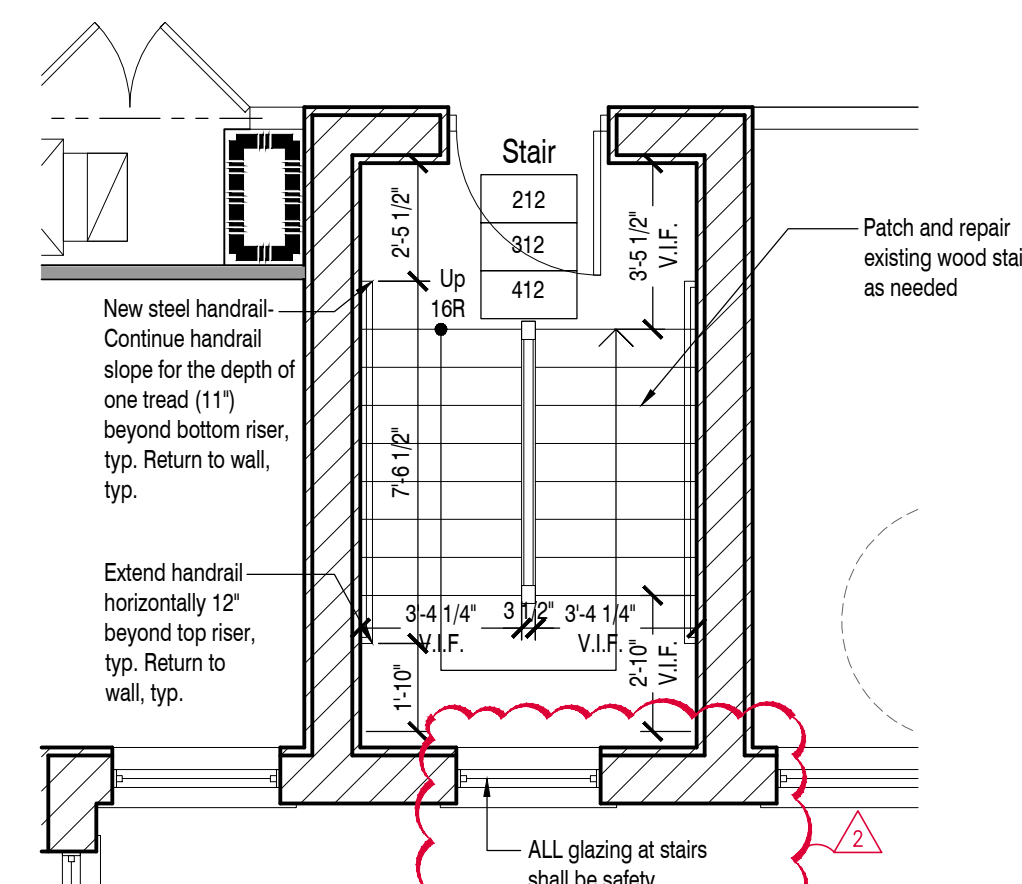 Stair
212
312
412
2'-5 1/2"
3'-5 1/2"
V.I.F.
Up
16R
Patch and repair
existing wood stai
as needed
New steel handrail-
Continue handrail
slope for the depth of
one tread (11")
beyond bottom riser,
typ. Return to wall,
typ.
7'-6 1/2"
Extend handrail
horizontally 12"
beyond top riser,
typ. Return to
wall, typ.
3'-4 1/4"
V.I.F.
3 1/2"
3'-4 1/4"
V.I.F.
1'-10"
2'-10"
V.I.F.
2
ALL glazing at stairs
shall be safety